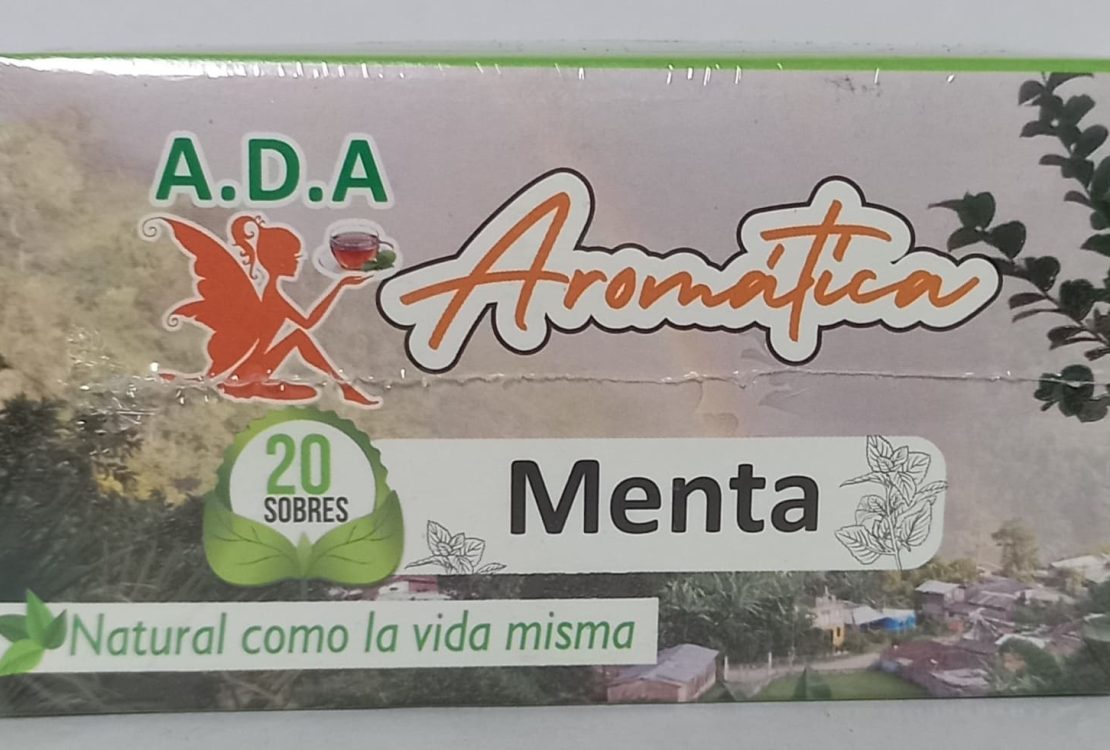 A.D.A
Aromática
20
SOBRES
Menta
Natural como la vida misma